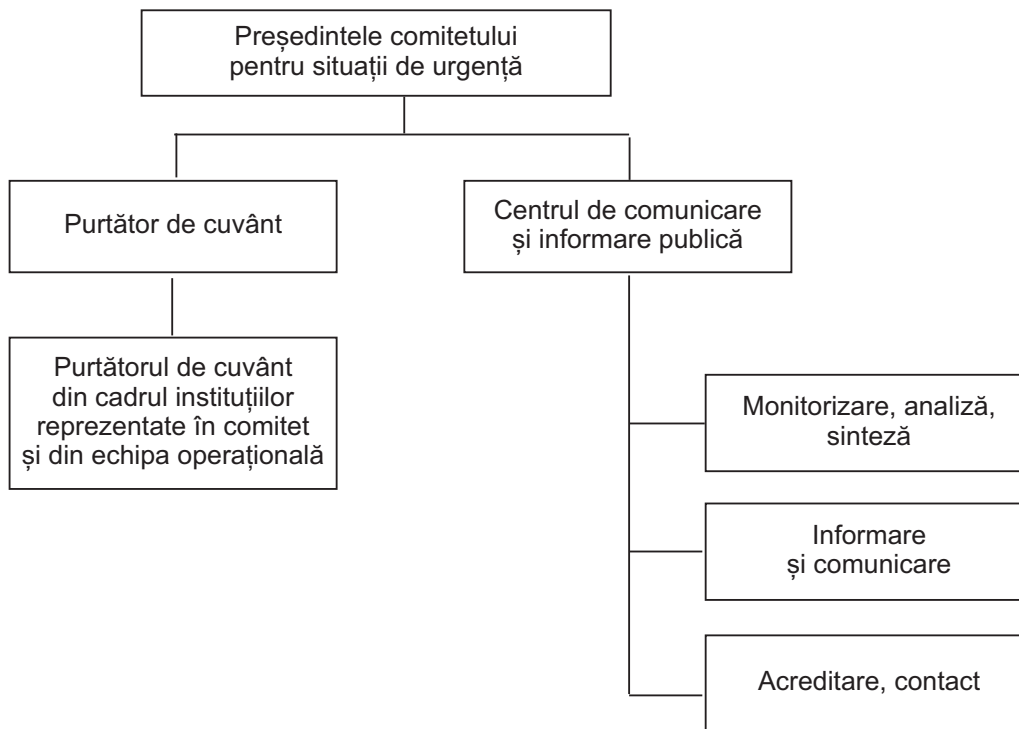 Președintele comitetului
pentru situații de urgență
Purtător de cuvânt
Centrul de comunicare
și informare publică
Purtătorul de cuvânt
din cadrul instituțiilor
reprezentate în comitet
și din echipa operațională
Monitorizare, analiză,
sinteză
Informare
și comunicare
Acreditare, contact